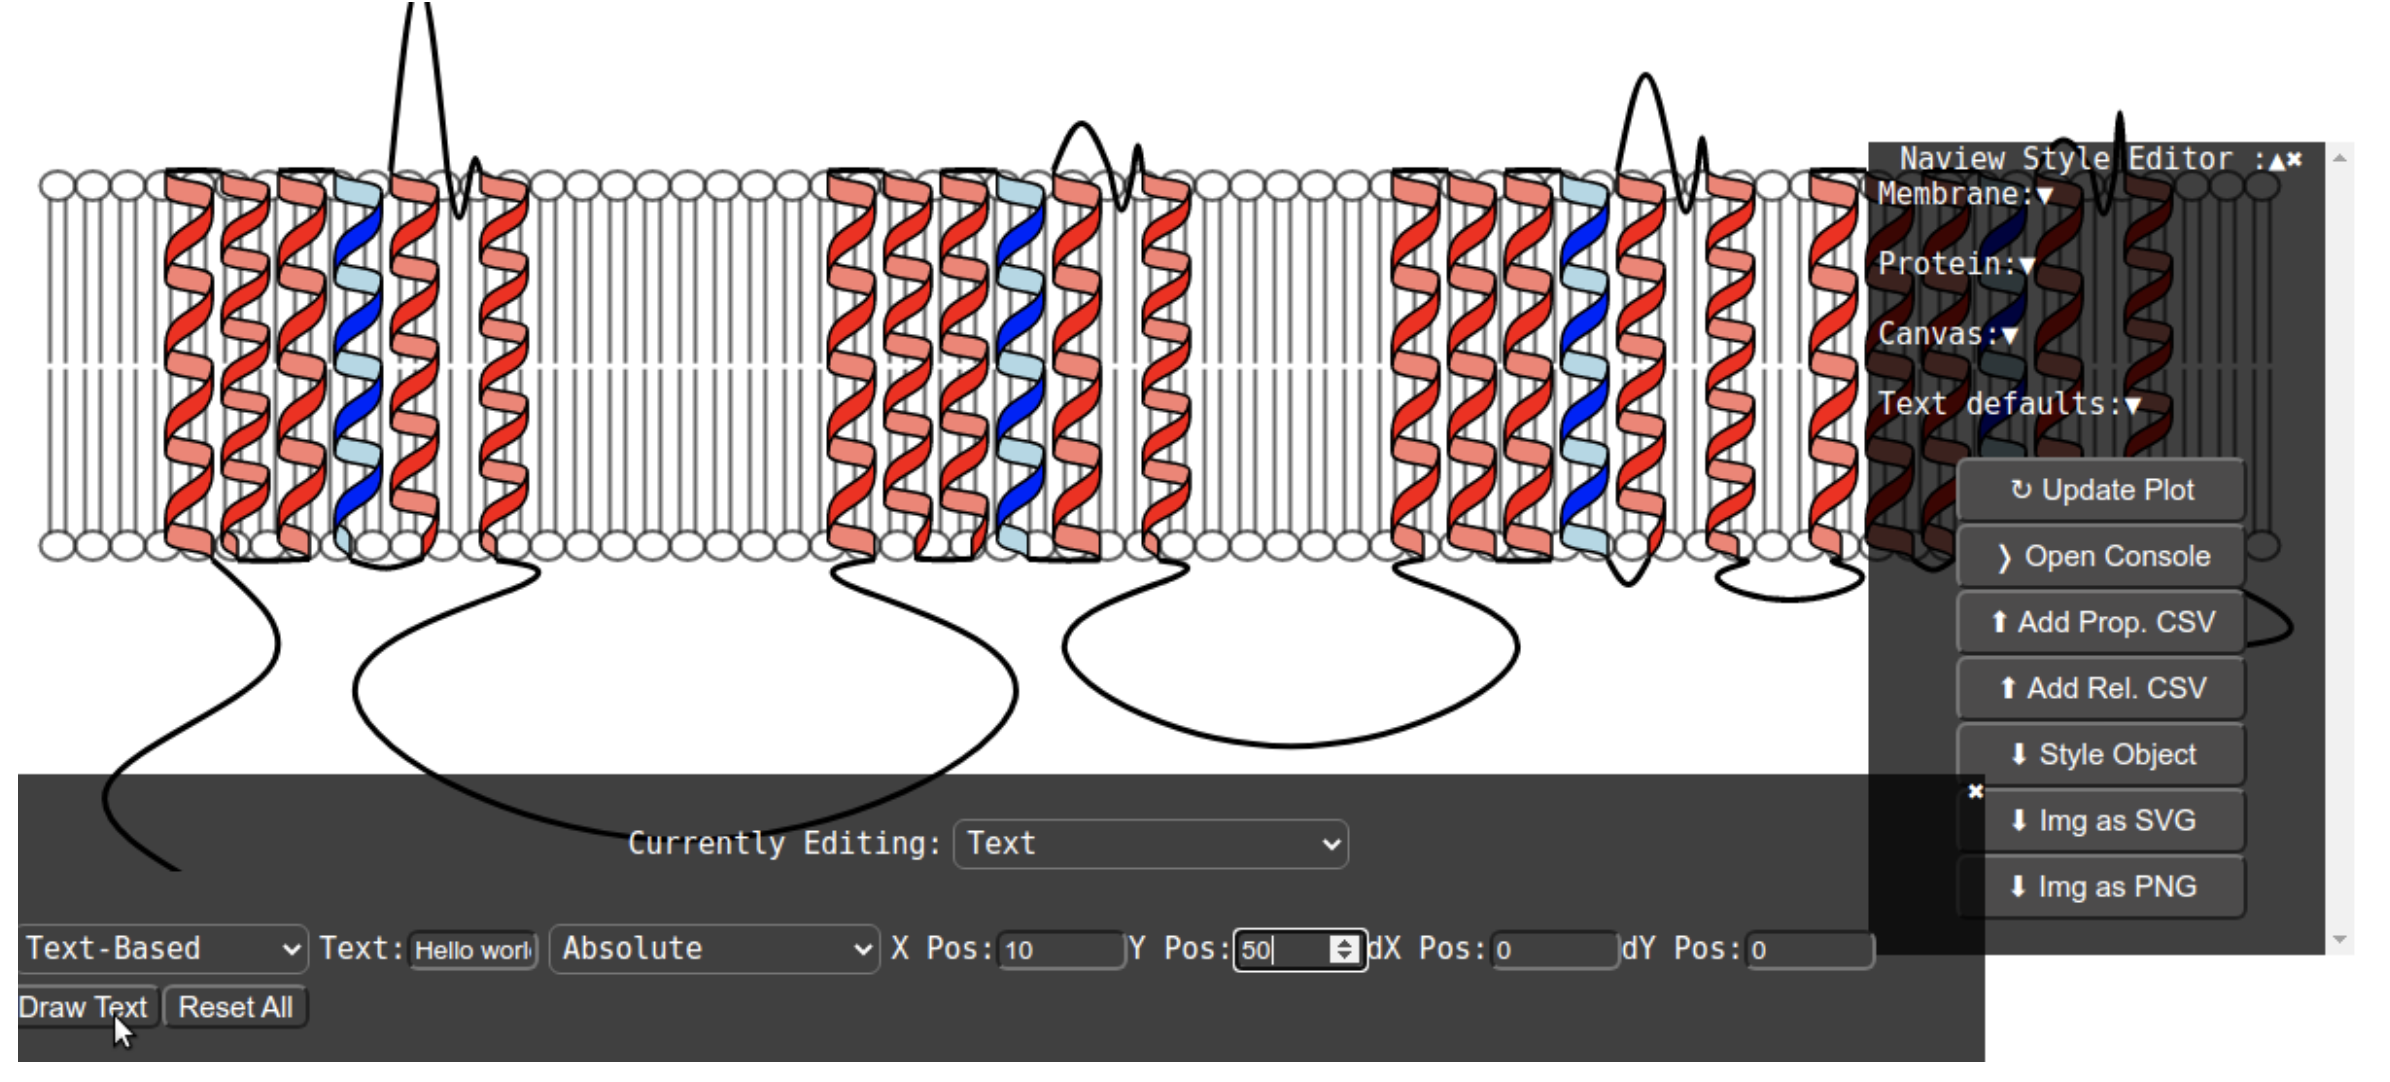 Naview Style Editor :▲✖
Membrane:▼
Protein:▼
Canvas:▼
Text defaults:▼
↻ Update Plot
❭ Open Console
⬆ Add Prop. CSV
⬆ Add Rel. CSV
⬇ Style Object
⬇ Img as SVG
⬇ Img as PNG
✖
Currently Editing: Text
Text-Based Text: Hello worl Absolute X Pos: 10 Y Pos: 50 dX Pos: 0 dY Pos: 0
Draw Text Reset All